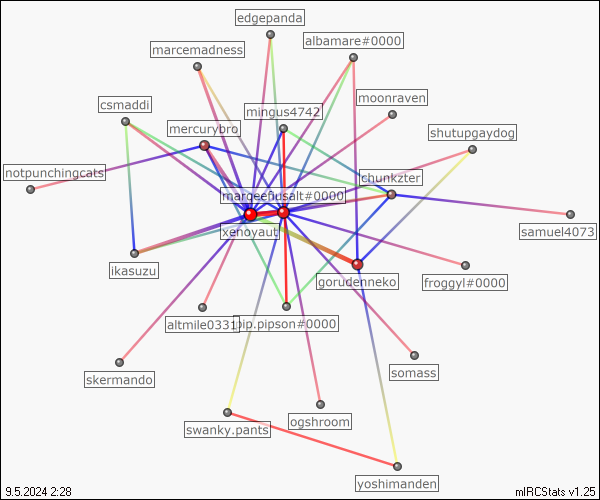 edgepanda
marcemadness
albamare#0000
moonraven
csmaddi
mingus4742
mercurybro
shutupgaydog
notpunchingcats
chunkzter
margeefusalt#0000
xenoyaut
samuel4073
ikasuzu
gorudenneko
froggyl#0000
altmile0331
pip.pipson#0000
skermando
somass
swanky.pants
ogshroom
yoshimanden
9.5.2024 2:28
mIRCStats v1.25